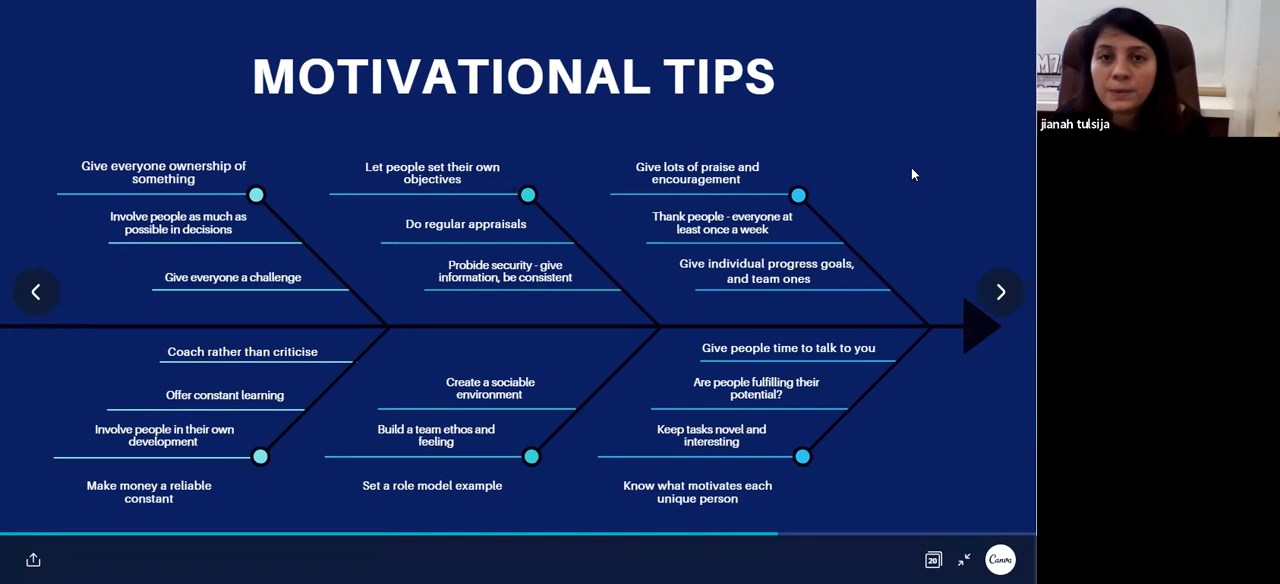 MOTIVATIONAL TIPS
Give everyone ownership of
something
Involve people as much as
possible in decisions
Give everyone a challenge
Let people set their own
objectives
Do regular appraisals
Probide security - give
information, be consistent
Give lots of praise and
encouragement
Thank people - everyone at
least once a week
Give individual progress goals,
and team ones
Coach rather than criticise
Offer constant learning
Involve people in their own
development
Make money a reliable
constant
Create a sociable
environment
Build a team ethos and
feeling
Set a role model example
Give people time to talk to you
Are people fulfilling their
potential?
Keep tasks novel and
interesting
Know what motivates each
unique person
20
Canva
M7
jianah tulsija